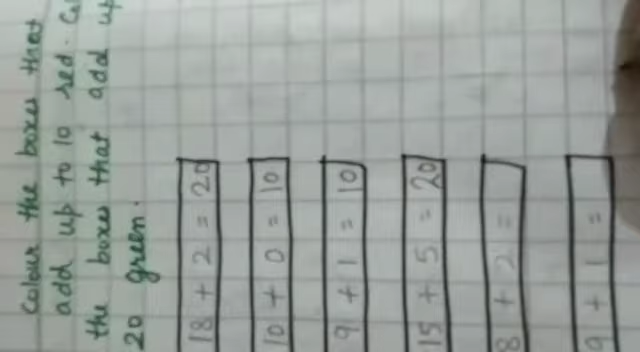 Colour the boxes that
add up to 10 red.
the boxes that add up
20 green.
18 + 2 = 20
10 + 0 = 10
9 + 1 = 10
15 + 5 = 20
8 + 2 =
9 + 1 =